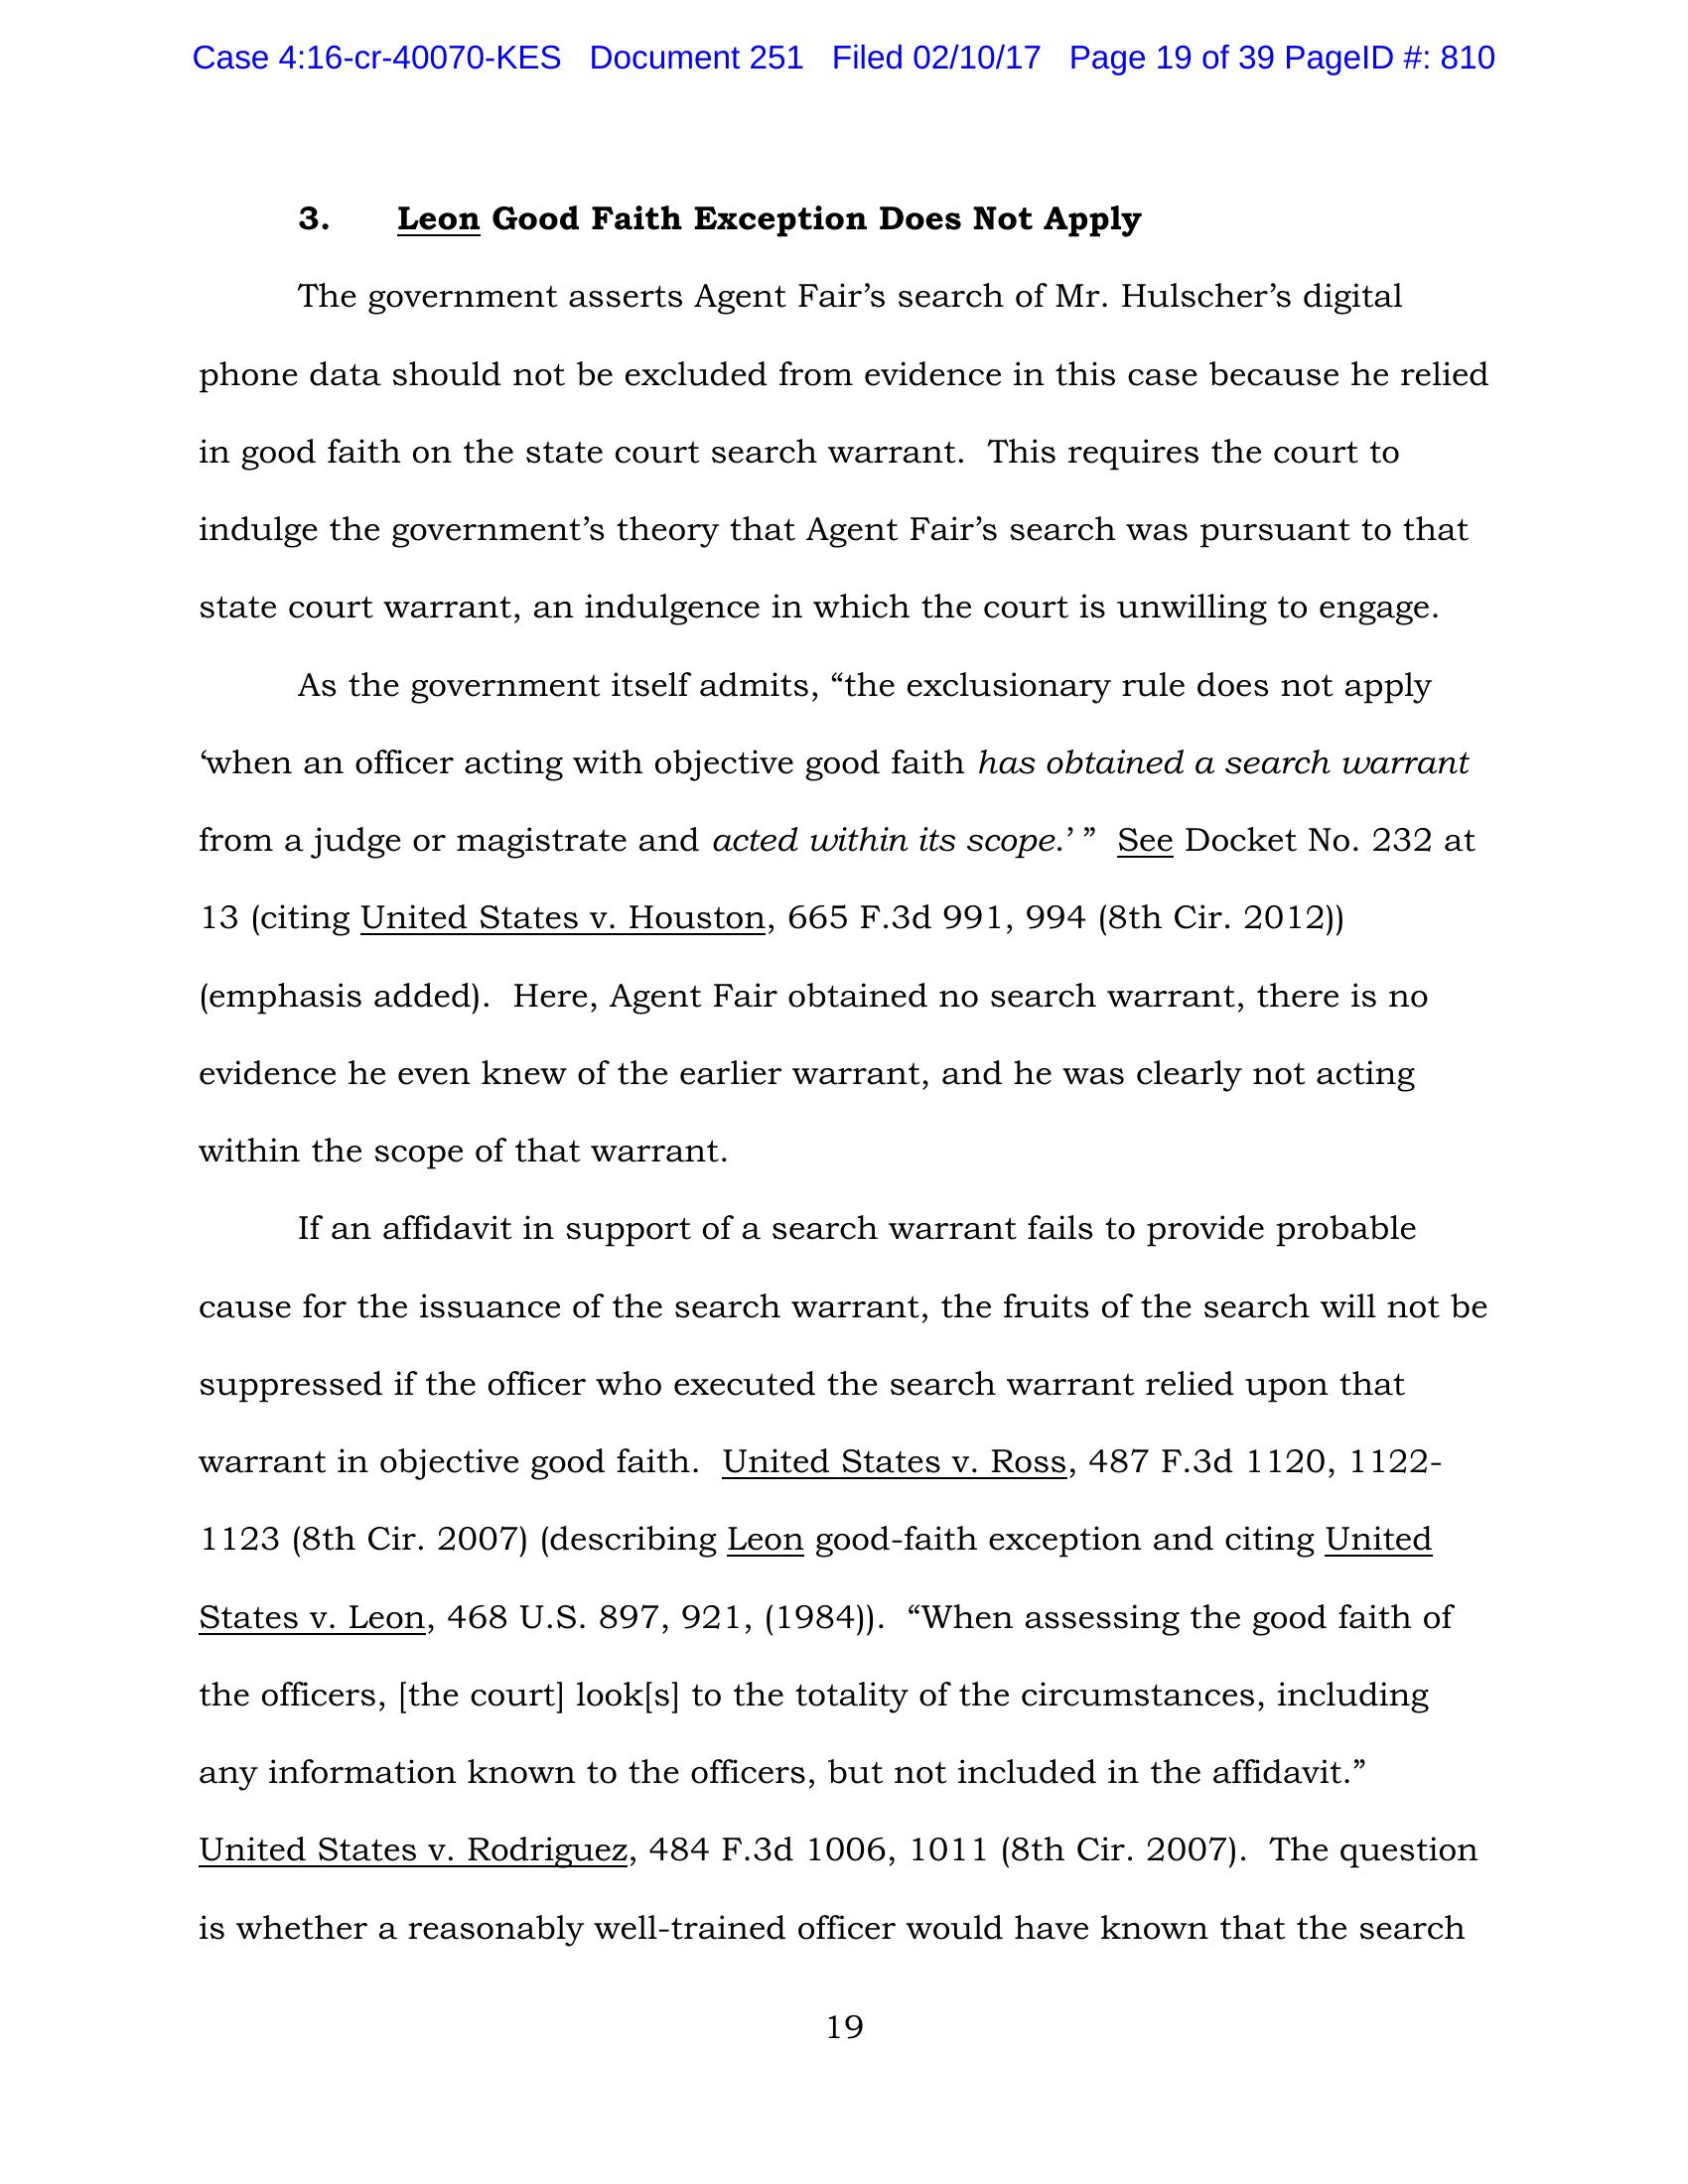 Case 4:16-cr-40070-KES Document 251 Filed 02/10/17 Page 19 of 39 PageID #: 810
3. Leon Good Faith Exception Does Not Apply
The government asserts Agent Fair’s search of Mr. Hulscher’s digital
phone data should not be excluded from evidence in this case because he relied
in good faith on the state court search warrant. This requires the court to
indulge the government’s theory that Agent Fair’s search was pursuant to that
state court warrant, an indulgence in which the court is unwilling to engage.
As the government itself admits, “the exclusionary rule does not apply
‘when an officer acting with objective good faith has obtained a search warrant
from a judge or magistrate and acted within its scope.’ ” See Docket No. 232 at
13 (citing United States v. Houston, 665 F.3d 991, 994 (8th Cir. 2012))
(emphasis added). Here, Agent Fair obtained no search warrant, there is no
evidence he even knew of the earlier warrant, and he was clearly not acting
within the scope of that warrant.
If an affidavit in support of a search warrant fails to provide probable
cause for the issuance of the search warrant, the fruits of the search will not be
suppressed if the officer who executed the search warrant relied upon that
warrant in objective good faith. United States v. Ross, 487 F.3d 1120, 1122-
1123 (8th Cir. 2007) (describing Leon good-faith exception and citing United
States v. Leon, 468 U.S. 897, 921, (1984)). “When assessing the good faith of
the officers, [the court] look[s] to the totality of the circumstances, including
any information known to the officers, but not included in the affidavit.”
United States v. Rodriguez, 484 F.3d 1006, 1011 (8th Cir. 2007). The question
is whether a reasonably well-trained officer would have known that the search
19